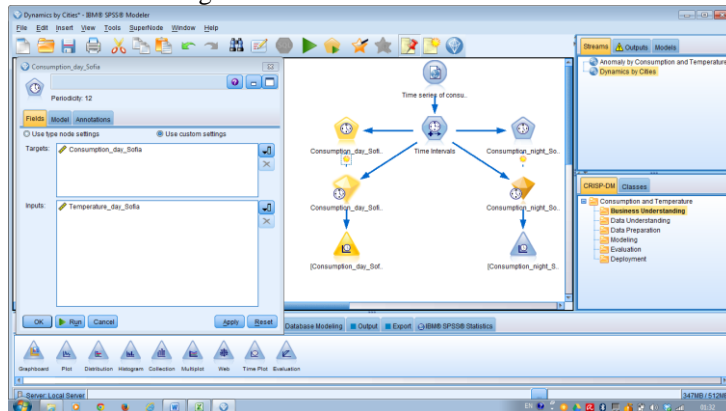 Dynamics by Cities* - IBM® SPSS® Modeler
File Edit Insert View Tools SuperNode Window Help
Consumption_day_Sofia
Periodicity: 12
Fields Model Annotations
Use type node settings Use custom settings
Targets: Consumption_day_Sofia
Inputs: Temperature_day_Sofia
OK Run Cancel Apply Reset
Time series of consu..
Consumption_day_Sofi.. Time Intervals Consumption_night_So..
Consumption_day_Sofi.. Consumption_night_So..
[Consumption_day_Sof.. [Consumption_night_S..
Streams Outputs Models
Anomaly by Consumption and Temperature
Dynamics by Cities
CRISP-DM Classes
Consumption and Temperature
Business Understanding
Data Understanding
Data Preparation
Modeling
Evaluation
Deployment
Database Modeling Output Export IBM® SPSS® Statistics
Graphboard Plot Distribution Histogram Collection Multiplot Web Time Plot Evaluation
Server: Local Server 347MB / 512M
EN